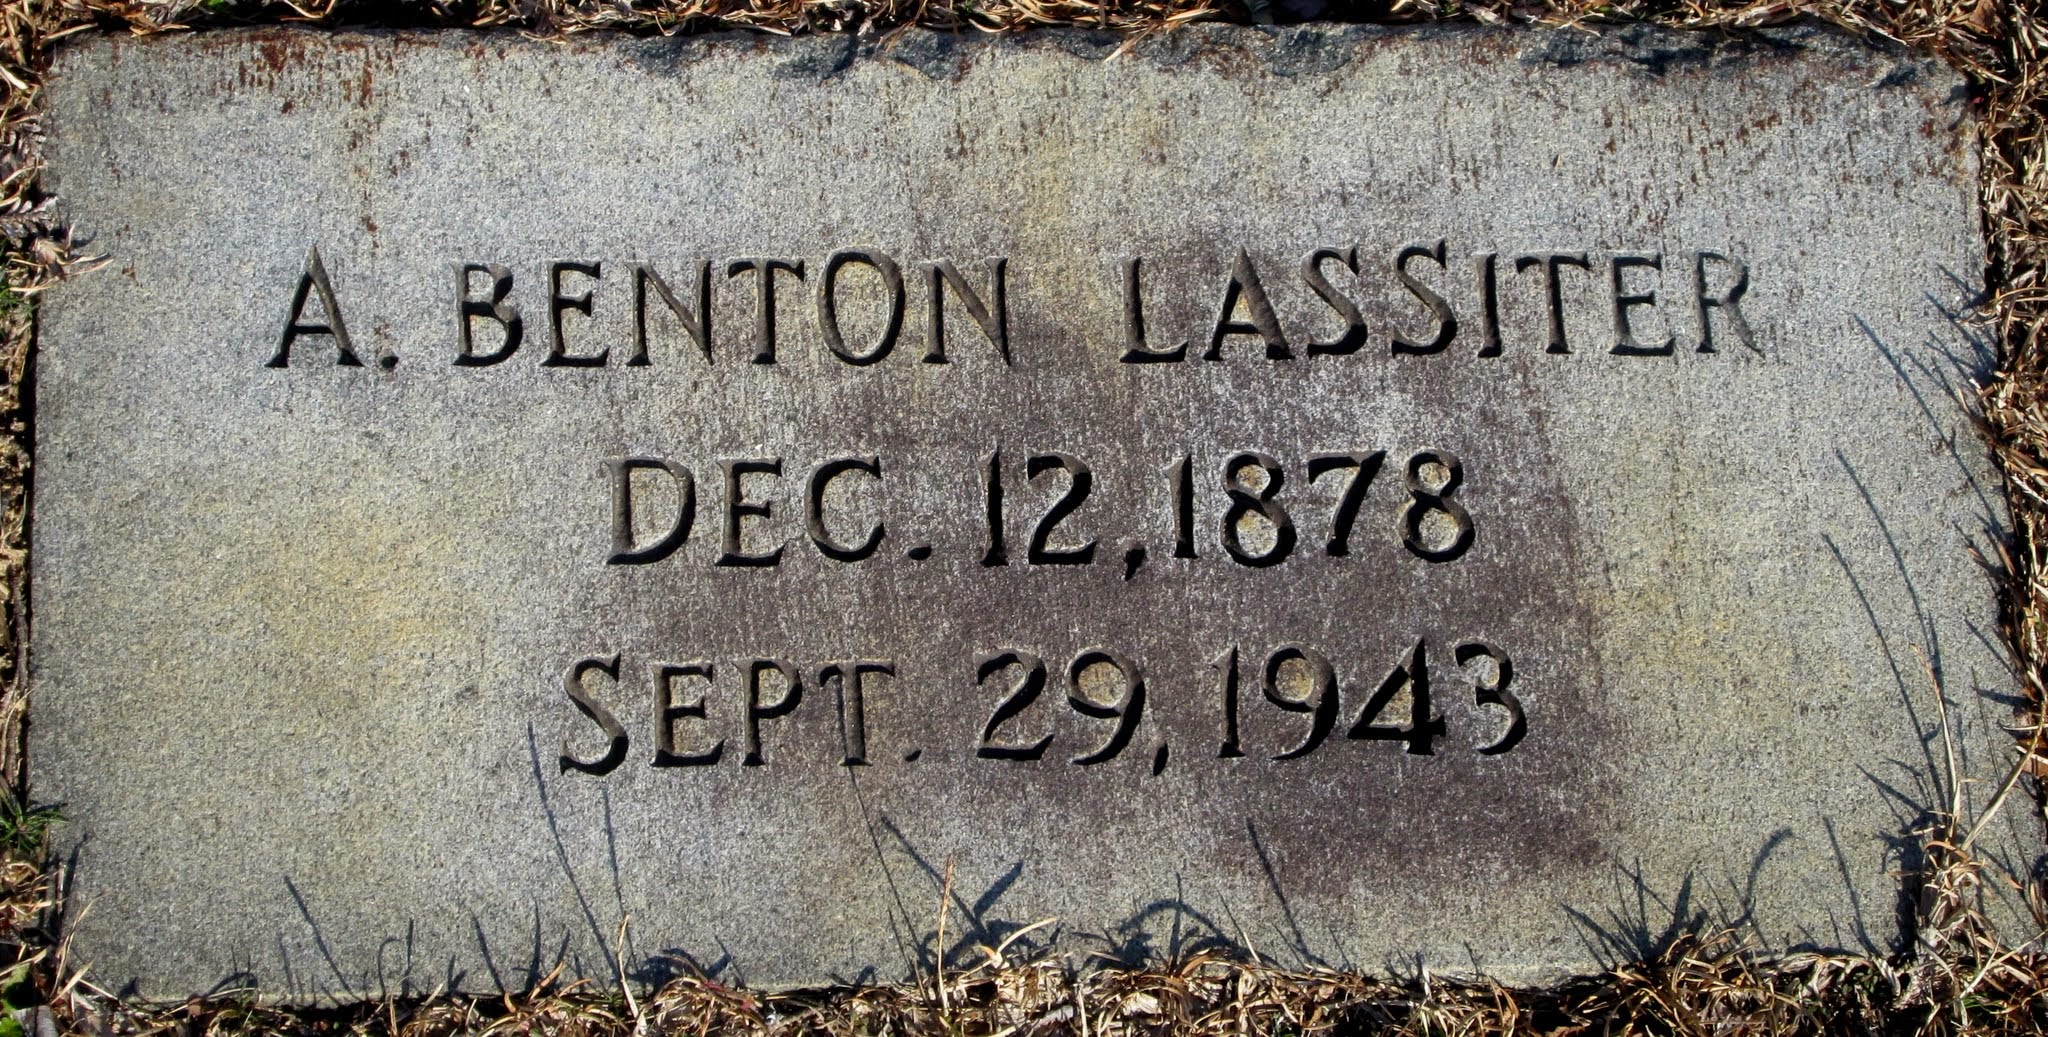 A. BENTON LASSITER
DEC. 12, 1878
SEPT. 29, 1943